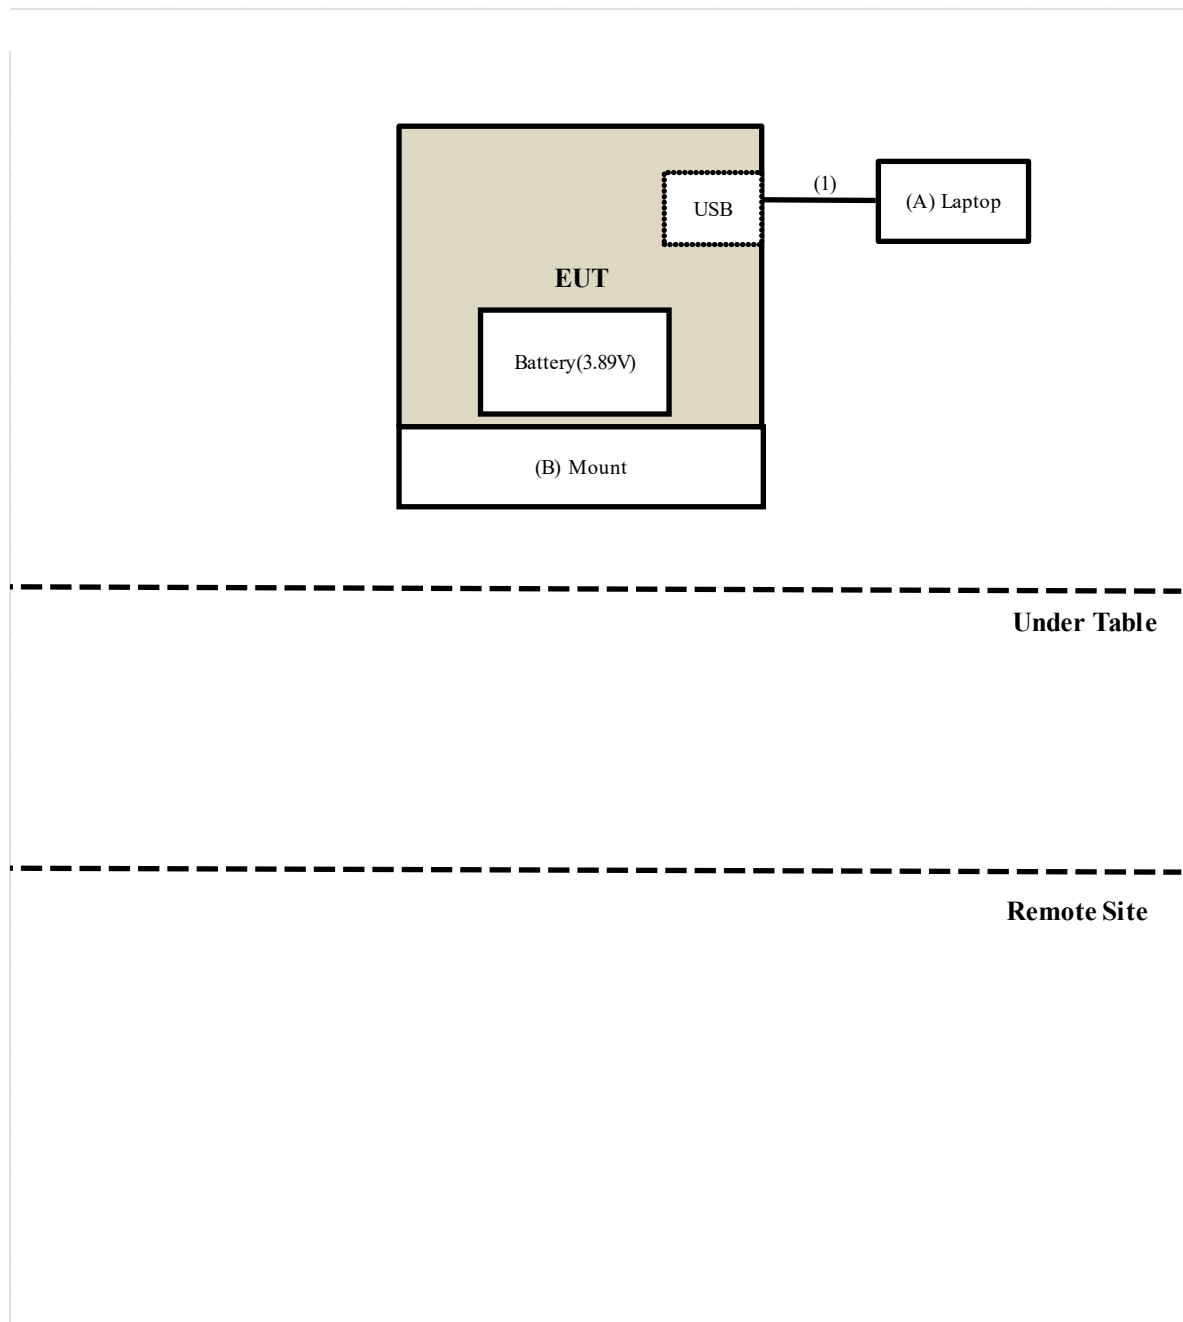 (1)
(A) Laptop
USB
EUT
Battery(3.89V)
(B) Mount
Under Table
Remote Site